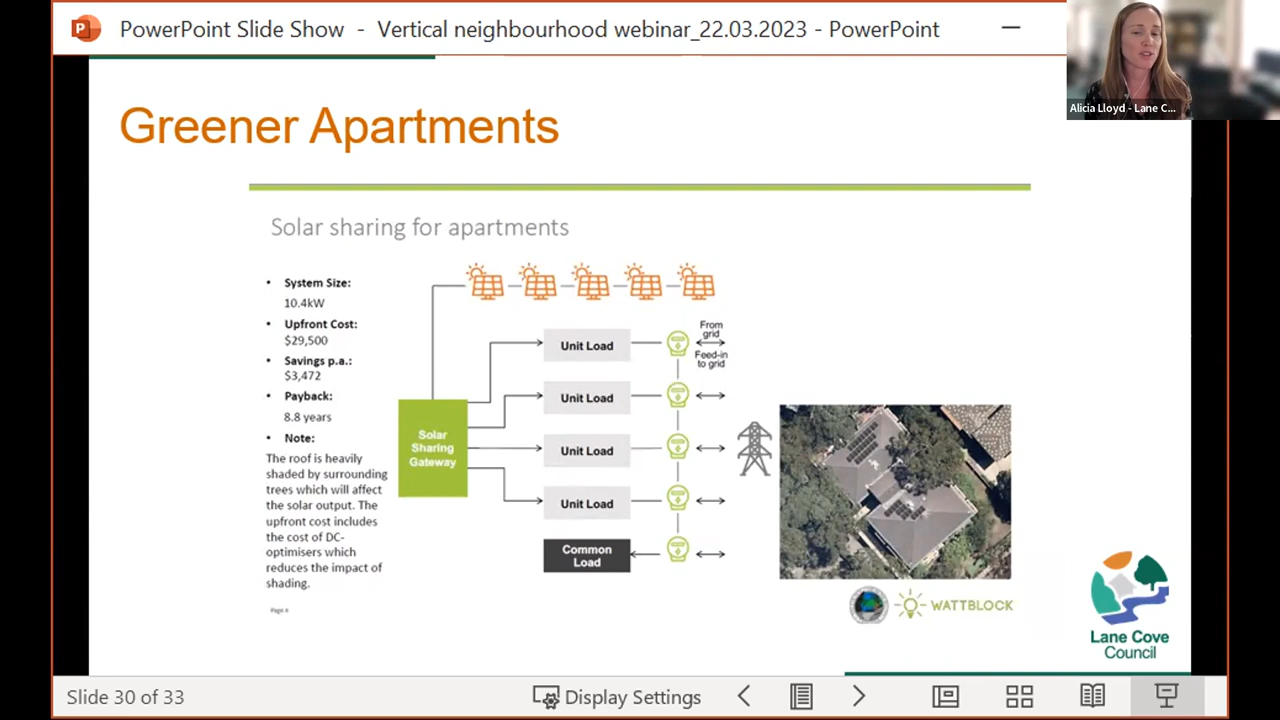 PowerPoint Slide Show - Vertical neighbourhood webinar_22.03.2023 - PowerPoint
Alicia Lloyd - Lane C...
Greener Apartments
Solar sharing for apartments
• System Size:
10.4kW
• Upfront Cost:
$29,500
• Savings p.a.:
$3,472
• Payback:
8.8 years
• Note:
The roof is heavily
shaded by surrounding
trees which will affect
the solar output. The
upfront cost includes
the cost of DC-
optimisers which
reduces the impact of
shading.
Page 4
Solar
Sharing
Gateway
Unit Load
Unit Load
Unit Load
Unit Load
Common
Load
From
grid
Feed-in
to grid
WATTBLOCK
Lane Cove
Council
Slide 30 of 33
Display Settings